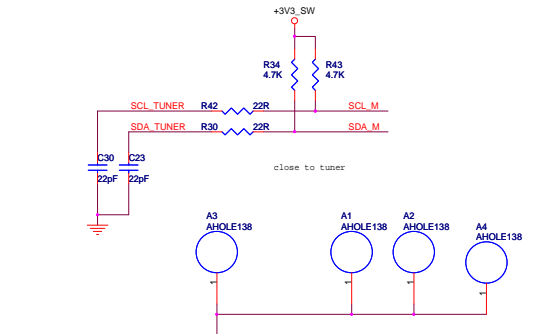 +3V3_SW
R34 R43
4.7K 4.7K
SCL_TUNER R42 22R SCL_M
SDA_TUNER R30 22R SDA_M
C30 C23
22pF 22pF
close to tuner
A3 A1 A2 A4
AHOLE138 AHOLE138 AHOLE138 AHOLE138
1 1 1 1